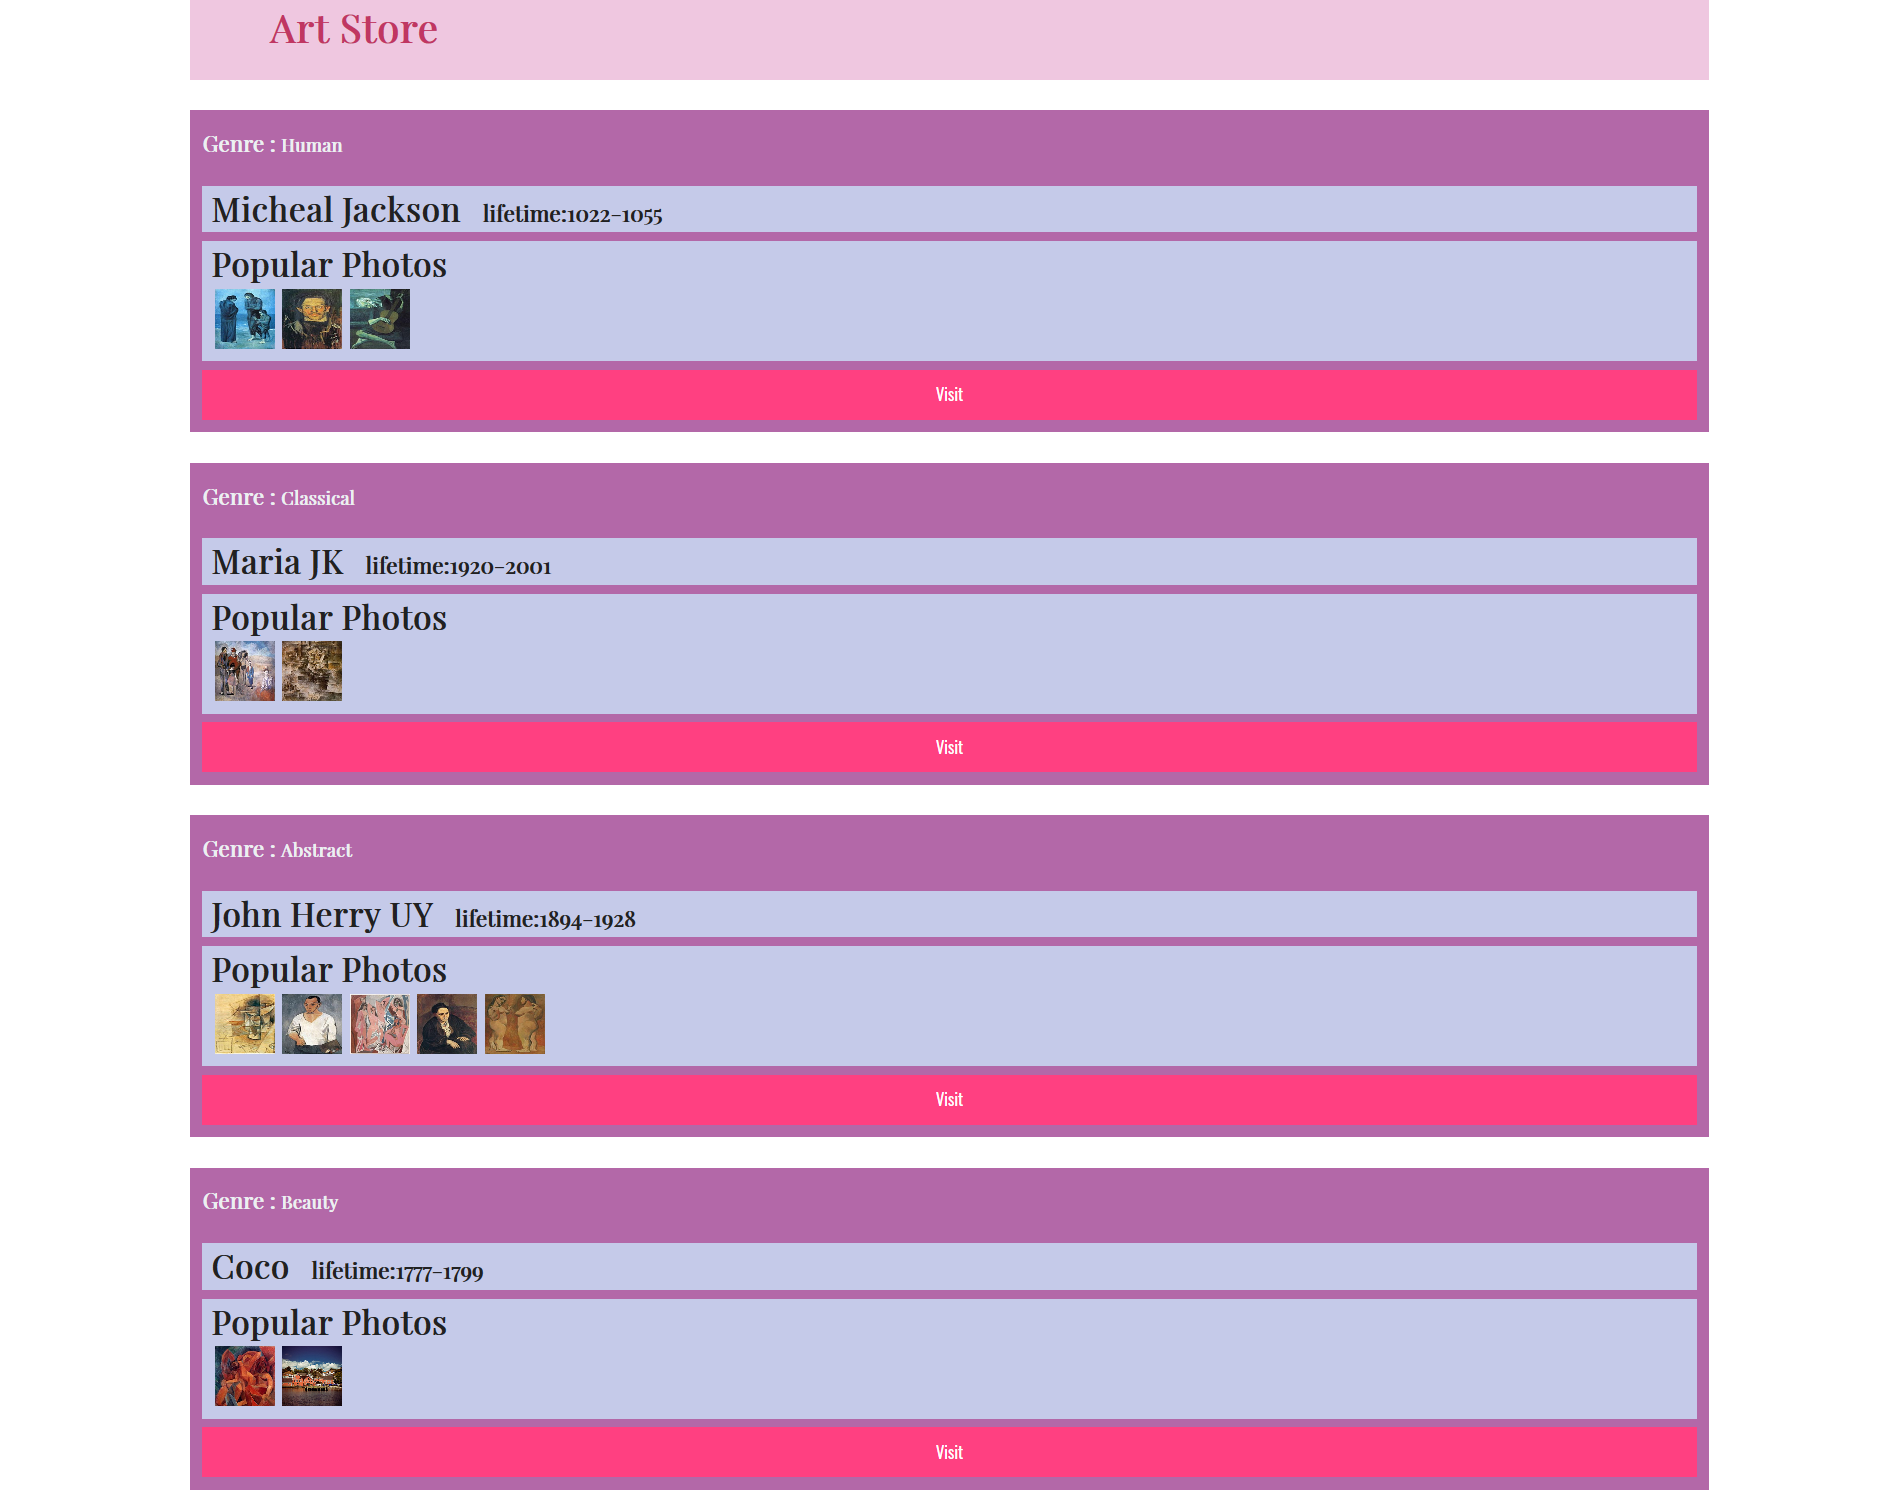 Art Store
Genre : Human
Micheal Jackson lifetime:1022-1055
Popular Photos
Visit
Genre : Classical
Maria JK lifetime:1920-2001
Popular Photos
Visit
Genre : Abstract
John Herry UY lifetime:1894-1928
Popular Photos
Visit
Genre : Beauty
Coco lifetime:1777-1799
Popular Photos
Visit